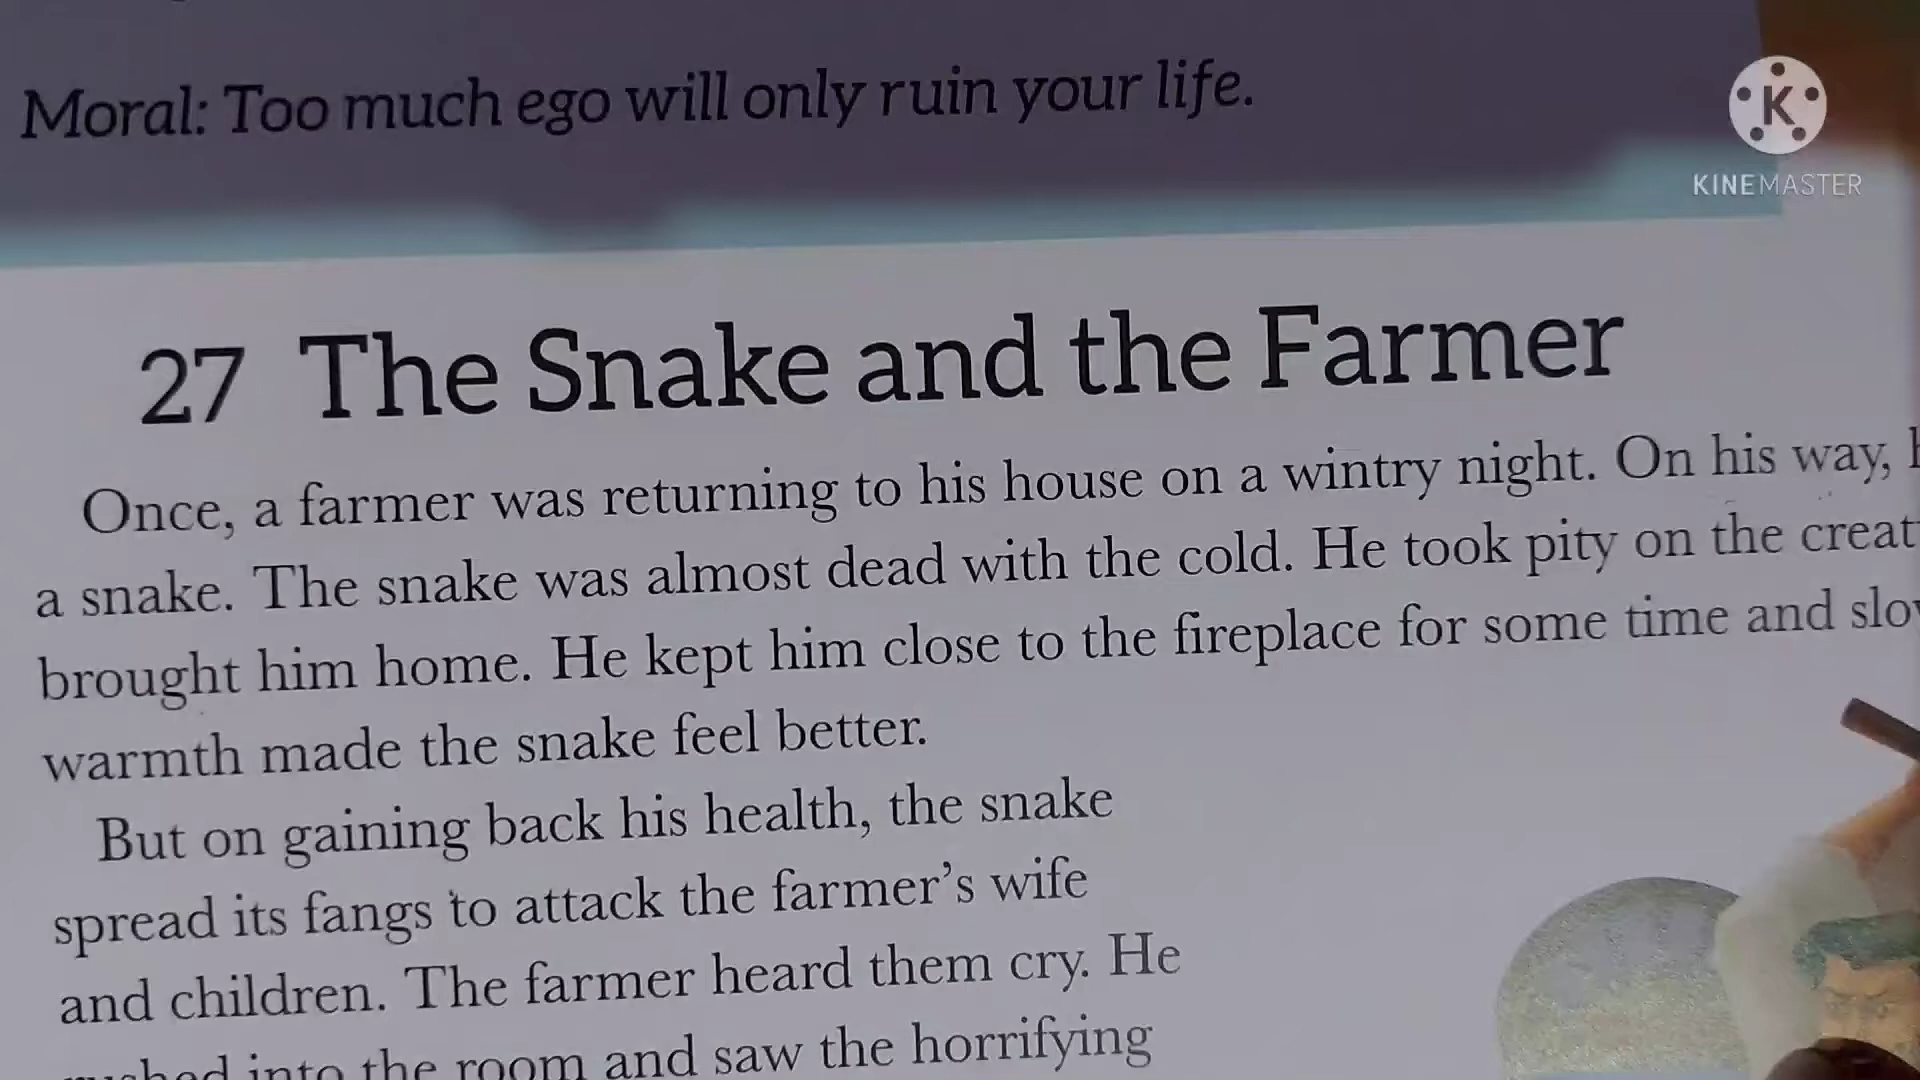 Moral: Too much ego will only ruin your life.
K
KINEMASTER
27 The Snake and the Farmer
Once, a farmer was returning to his house on a wintry night. On his way,
a snake. The snake was almost dead with the cold. He took pity on the creat
brought him home. He kept him close to the fireplace for some time and slo
warmth made the snake feel better.
But on gaining back his health, the snake
spread its fangs to attack the farmer's wife
and children. The farmer heard them cry. He
into the room and saw the horrifying